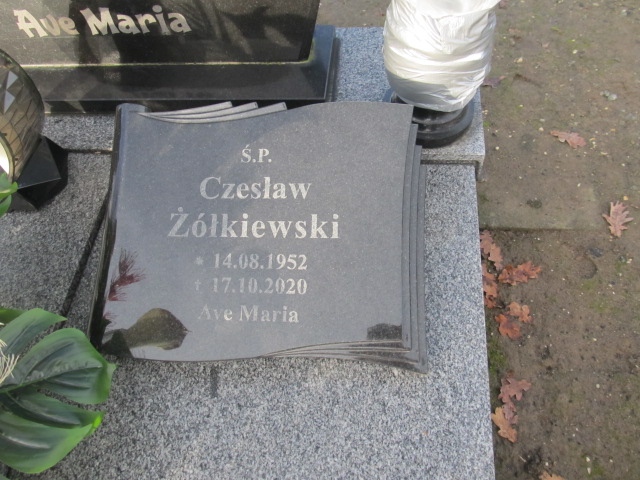 Ave Maria
Ś.P.
Czesław
Żółkiewski
* 14.08.1952
† 17.10.2020
Ave Maria